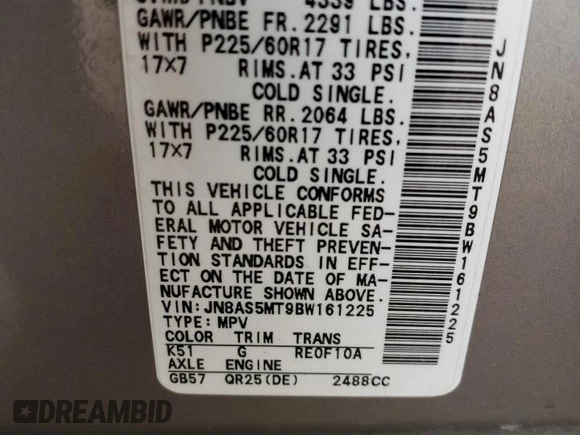 4339 LBS.
GAWR/PNBE FR. 2291 LBS.
WITH P225/60R17 TIRES,
17x7 RIMS. AT 33 PSI
COLD SINGLE.
GAWR/PNBE RR. 2064 LBS.
WITH P225/60R17 TIRES,
17x7 RIMS. AT 33 PSI
COLD SINGLE.
THIS VEHICLE CONFORMS
TO ALL APPLICABLE FED-
ERAL MOTOR VEHICLE SA-
FETY AND THEFT PREVEN-
TION STANDARDS IN EFF-
ECT ON THE DATE OF MA-
NUFACTURE SHOWN ABOVE.
VIN:JN8AS5MT9BW161225
TYPE:MPV
COLOR TRIM TRANS
K51 G RE0F10A
AXLE ENGINE
GB57 QR25(DE) 2488CC
JN8AS5MT9BW161225
DREAMBID